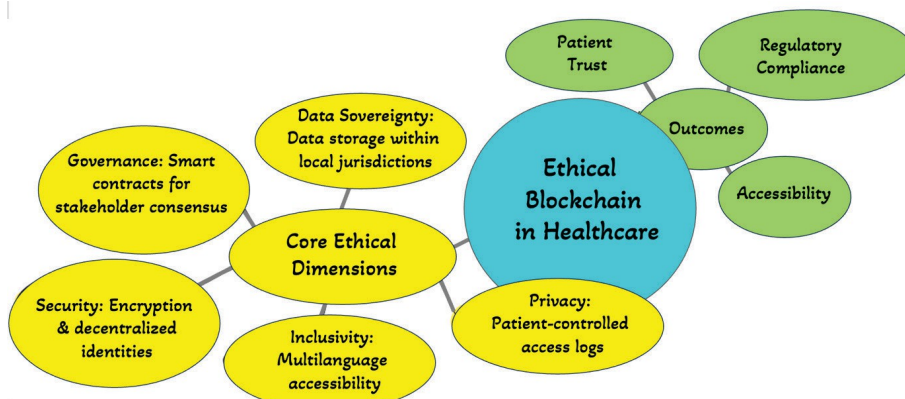 Patient
Trust
Regulatory
Compliance
Outcomes
Accessibility
Ethical
Blockchain
in Healthcare
Data Sovereignty:
Data storage within
local jurisdictions
Governance: Smart
contracts for
stakeholder consensus
Core Ethical
Dimensions
Security: Encryption
& decentralized
identities
Inclusivity:
Multilanguage
accessibility
Privacy:
Patient-controlled
access logs